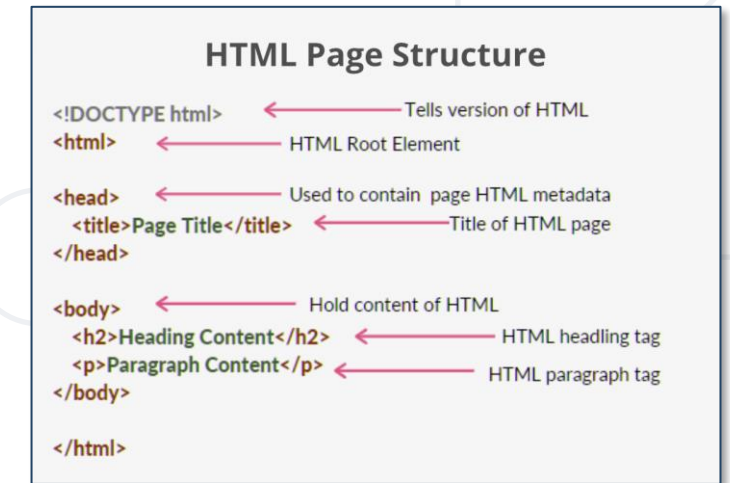 HTML Page Structure
<!DOCTYPE html> Tells version of HTML
<html> HTML Root Element
<head> Used to contain page HTML metadata
<title>Page Title</title> Title of HTML page
</head>
<body> Hold content of HTML
<h2>Heading Content</h2> HTML headling tag
<p>Paragraph Content</p> HTML paragraph tag
</body>
</html>